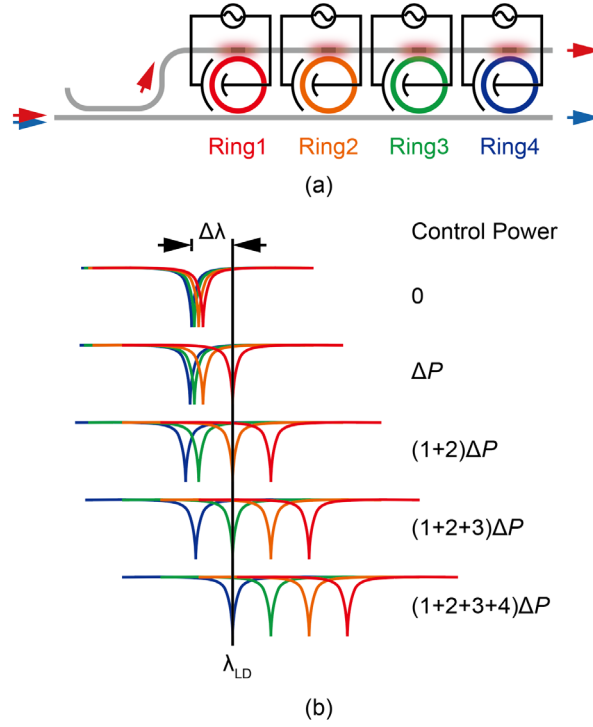 Ring1 Ring2 Ring3 Ring4
(a)
Δλ Control Power
0
ΔP
(1+2)ΔP
(1+2+3)ΔP
(1+2+3+4)ΔP
λLD
(b)